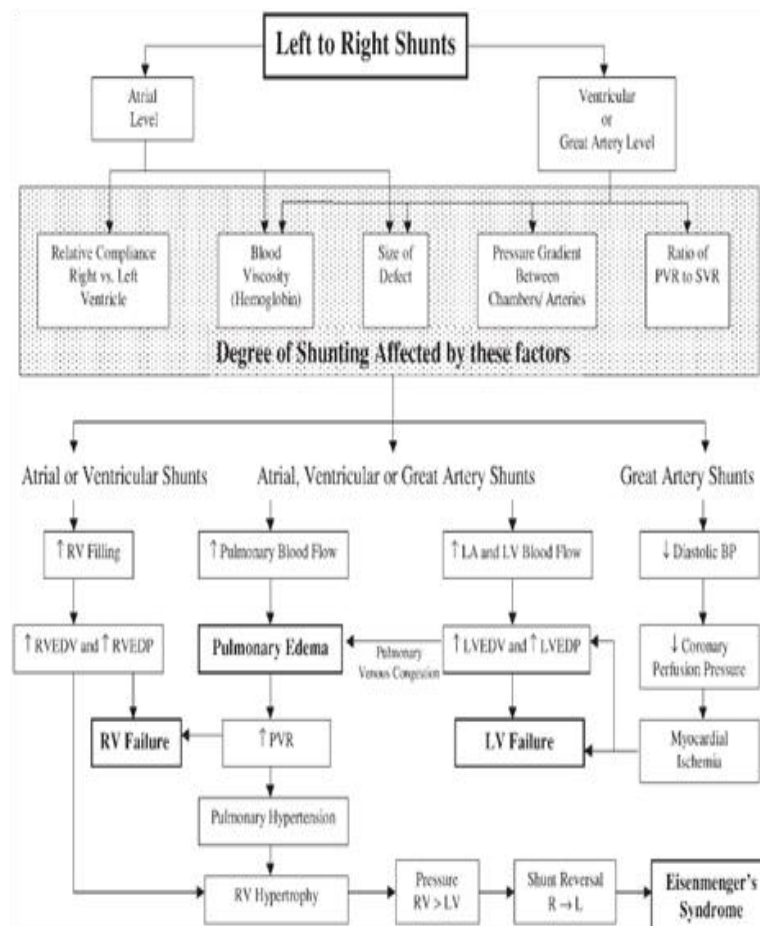 Left to Right Shunts
Atrial
Level
Ventricular
or
Great Artery Level
Relative Compliance
Right vs. Left
Ventricle
Blood
Viscosity
(Hemoglobin)
Size of
Defect
Pressure Gradient
Between
Chambers/ Arteries
Ratio of
PVR to SVR
Degree of Shunting Affected by these factors
Atrial or Ventricular Shunts
Atrial, Ventricular or Great Artery Shunts
Great Artery Shunts
↑ RV Filling
↑ Pulmonary Blood Flow
↑ LA and LV Blood Flow
↓ Diastolic BP
↑ RVEDV and ↑ RVEDP
Pulmonary Edema
Pulmonary
Venous Congestion
↑ LVEDV and ↑ LVEDP
↓ Coronary
Perfusion Pressure
RV Failure
↑ PVR
LV Failure
Myocardial
Ischemia
Pulmonary Hypertension
RV Hypertrophy
Pressure
RV > LV
Shunt Reversal
R → L
Eisenmenger's
Syndrome